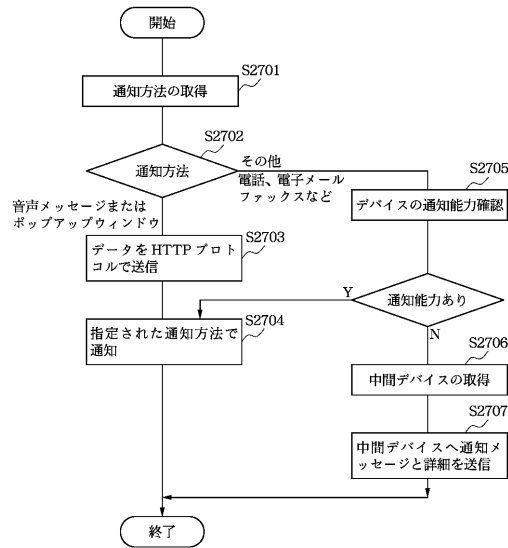 開始
S2701
通知方法の取得
S2702
通知方法
その他
電話、電子メール
ファックスなど
音声メッセージまたは
ポップアップウィンドウ
S2703
データをHTTPプロト
コルで送信
S2704
指定された通知方法で
通知
S2705
デバイスの通知能力確認
通知能力あり
Y
N
S2706
中間デバイスの取得
S2707
中間デバイスへ通知メ
ッセージと詳細を送信
終了